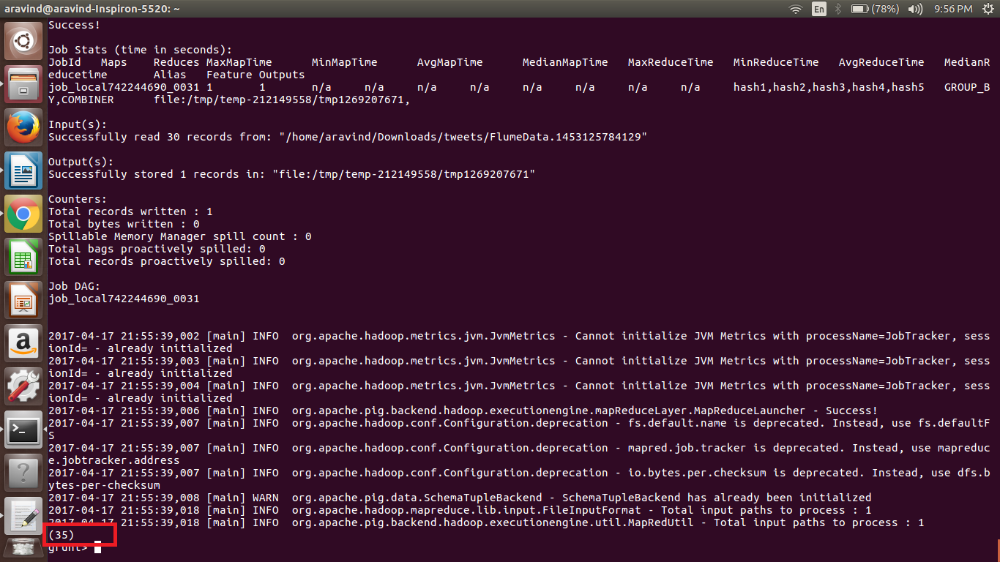 aravind@aravind-Inspiron-5520: ~
En
(78%)
9:56 PM
Success!
Job Stats (time in seconds):
JobId Maps Reduces MaxMapTime MinMapTime AvgMapTime MedianMapTime MaxReduceTime MinReduceTime AvgReduceTime MedianR
educetime Alias Feature Outputs
job_local742244690_0031 1 1 n/a n/a n/a n/a n/a n/a n/a n/a hash1,hash2,hash3,hash4,hash5 GROUP_B
Y,COMBINER file:/tmp/temp-212149558/tmp1269207671,
Input(s):
Successfully read 30 records from: "/home/aravind/Downloads/tweets/FlumeData.1453125784129"
Output(s):
Successfully stored 1 records in: "file:/tmp/temp-212149558/tmp1269207671"
Counters:
Total records written : 1
Total bytes written : 0
Spillable Memory Manager spill count : 0
Total bags proactively spilled: 0
Total records proactively spilled: 0
Job DAG:
job_local742244690_0031
2017-04-17 21:55:39,002 [main] INFO org.apache.hadoop.metrics.jvm.JvmMetrics - Cannot initialize JVM Metrics with processName=JobTracker, sess
ionId= - already initialized
2017-04-17 21:55:39,003 [main] INFO org.apache.hadoop.metrics.jvm.JvmMetrics - Cannot initialize JVM Metrics with processName=JobTracker, sess
ionId= - already initialized
2017-04-17 21:55:39,004 [main] INFO org.apache.hadoop.metrics.jvm.JvmMetrics - Cannot initialize JVM Metrics with processName=JobTracker, sess
ionId= - already initialized
2017-04-17 21:55:39,006 [main] INFO org.apache.pig.backend.hadoop.executionengine.mapReduceLayer.MapReduceLauncher - Success!
2017-04-17 21:55:39,007 [main] INFO org.apache.hadoop.conf.Configuration.deprecation - fs.default.name is deprecated. Instead, use fs.defaultF
S
2017-04-17 21:55:39,007 [main] INFO org.apache.hadoop.conf.Configuration.deprecation - mapred.job.tracker is deprecated. Instead, use mapreduc
e.jobtracker.address
2017-04-17 21:55:39,007 [main] INFO org.apache.hadoop.conf.Configuration.deprecation - io.bytes.per.checksum is deprecated. Instead, use dfs.b
ytes-per-checksum
2017-04-17 21:55:39,008 [main] WARN org.apache.pig.data.SchemaTupleBackend - SchemaTupleBackend has already been initialized
2017-04-17 21:55:39,018 [main] INFO org.apache.hadoop.mapreduce.lib.input.FileInputFormat - Total input paths to process : 1
2017-04-17 21:55:39,018 [main] INFO org.apache.pig.backend.hadoop.executionengine.util.MapRedUtil - Total input paths to process : 1
(35)
grunt>